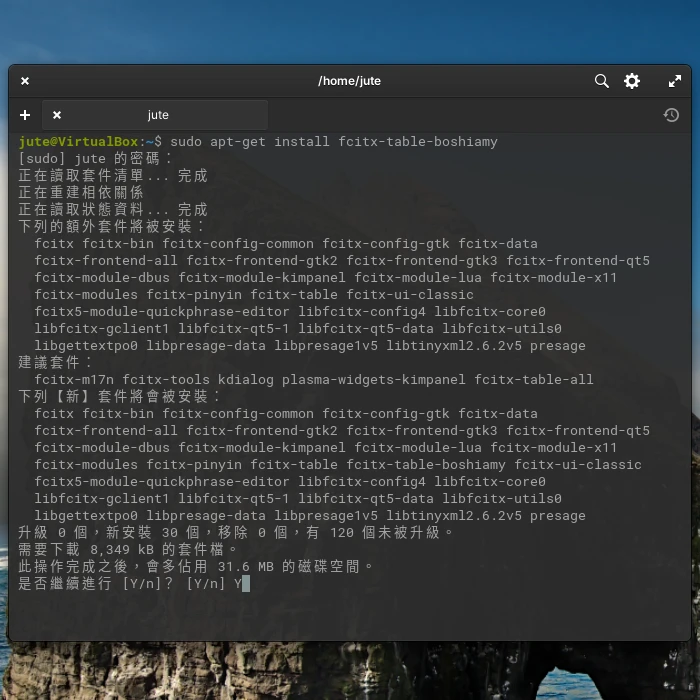 /home/jute
jute
jute@VirtualBox:~$ sudo apt-get install fcitx-table-boshiamy
[sudo] jute 的密碼：
正在讀取套件清單... 完成
正在重建相依關係
正在讀取狀態資料... 完成
下列的額外套件將被安裝：
fcitx fcitx-bin fcitx-config-common fcitx-config-gtk fcitx-data
fcitx-frontend-all fcitx-frontend-gtk2 fcitx-frontend-gtk3 fcitx-frontend-qt5
fcitx-module-dbus fcitx-module-kimpanel fcitx-module-lua fcitx-module-x11
fcitx-modules fcitx-pinyin fcitx-table fcitx-ui-classic
fcitx5-module-quickphrase-editor libfcitx-config4 libfcitx-core0
libfcitx-gclient1 libfcitx-qt5-1 libfcitx-qt5-data libfcitx-utils0
libgettextpo0 libpresage-data libpresage1v5 libtinyxml2.6.2v5 presage
建議套件：
fcitx-m17n fcitx-tools kdialog plasma-widgets-kimpanel fcitx-table-all
下列【新】套件將會被安裝：
fcitx fcitx-bin fcitx-config-common fcitx-config-gtk fcitx-data
fcitx-frontend-all fcitx-frontend-gtk2 fcitx-frontend-gtk3 fcitx-frontend-qt5
fcitx-module-dbus fcitx-module-kimpanel fcitx-module-lua fcitx-module-x11
fcitx-modules fcitx-pinyin fcitx-table fcitx-table-boshiamy fcitx-ui-classic
fcitx5-module-quickphrase-editor libfcitx-config4 libfcitx-core0
libfcitx-gclient1 libfcitx-qt5-1 libfcitx-qt5-data libfcitx-utils0
libgettextpo0 libpresage-data libpresage1v5 libtinyxml2.6.2v5 presage
升級 0 個，新安裝 30 個，移除 0 個，有 120 個未被升級。
需要下載 8,349 kB 的套件檔。
此操作完成之後，會多佔用 31.6 MB 的磁碟空間。
是否繼續進行 [Y/n]？ [Y/n] Y